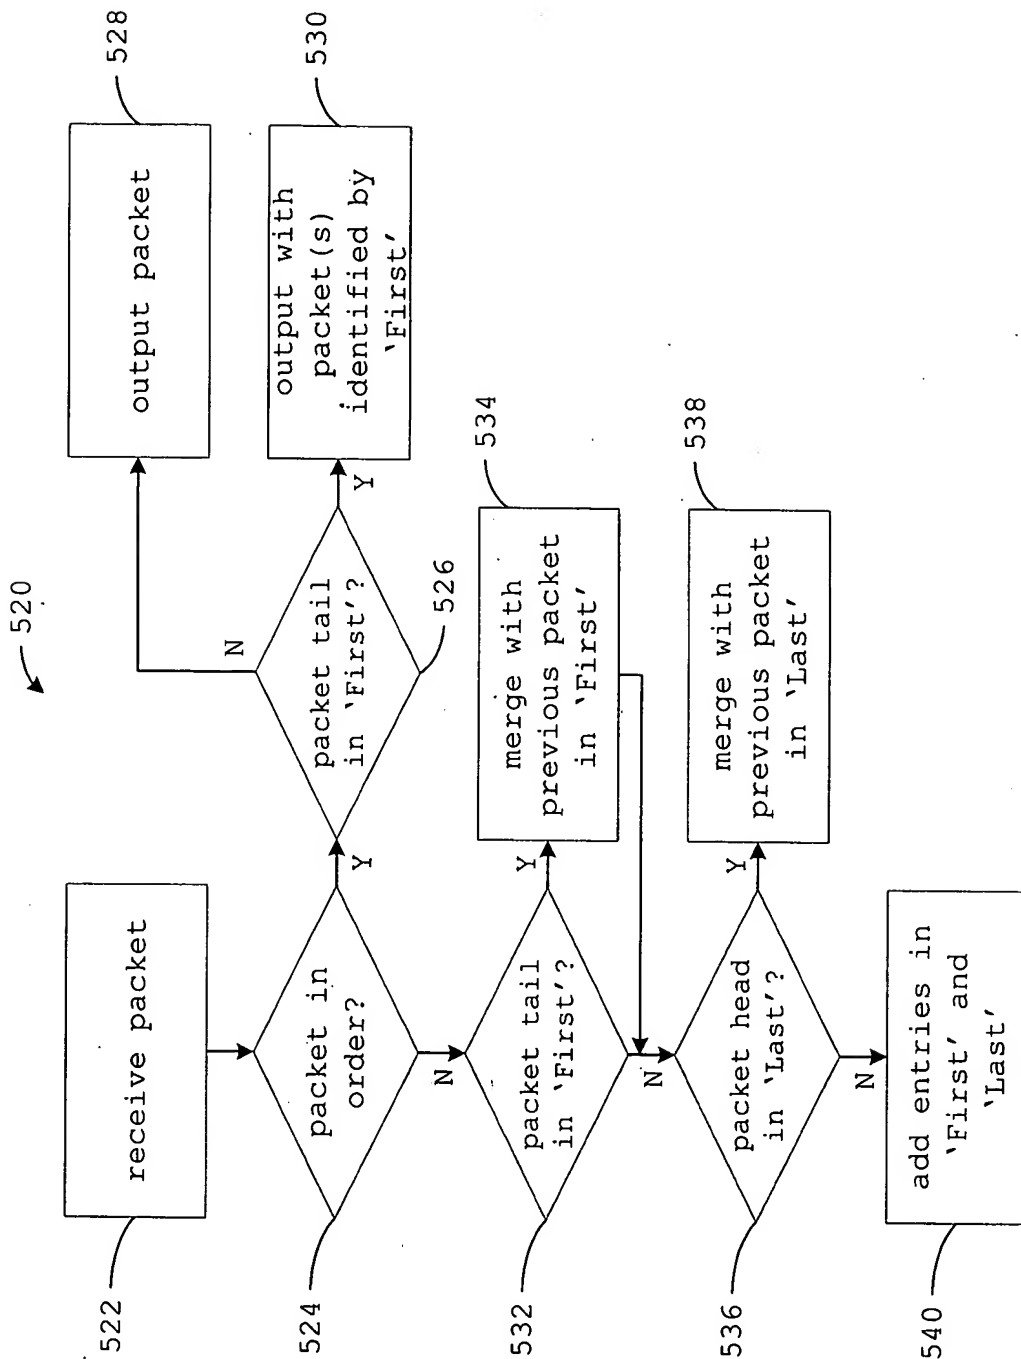 520
522
receive packet
524
packet in
order?
Y
N
526
packet tail
in ‘First’?
N
Y
528
output packet
530
output with
packet(s)
identified by
‘First’
532
packet tail
in ‘First’?
Y
N
534
merge with
previous packet
in ‘First’
536
packet head
in ‘Last’?
Y
N
538
merge with
previous packet
in ‘Last’
540
add entries in
‘First’ and
‘Last’